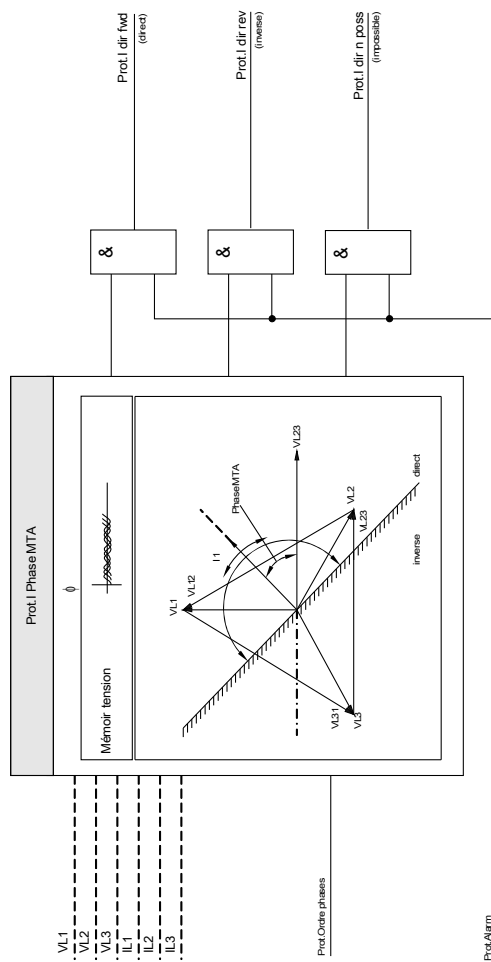 Prot.I dir fwd
(direct)
Prot.I dir rev
(inverse)
Prot.I dir n poss
(impossible)
&
&
&
Prot.I Phase MTA
ϕ
Mémoir tension
VL23
PhaseMTA
I1
VL1
VL12
VL2
VL23
VL31
VL3
direct
inverse
VL1
VL2
VL3
IL1
IL2
IL3
Prot.Ordre phases
Prot.Alarm